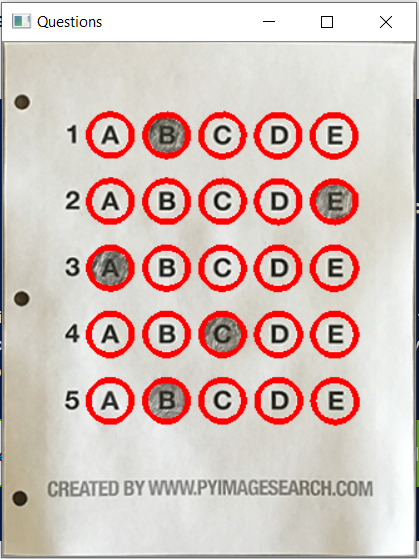 Questions
1 A B C D E
2 A B C D E
3 A B C D E
4 A B C D E
5 A B C D E
CREATED BY WWW.PYIMAGESEARCH.COM